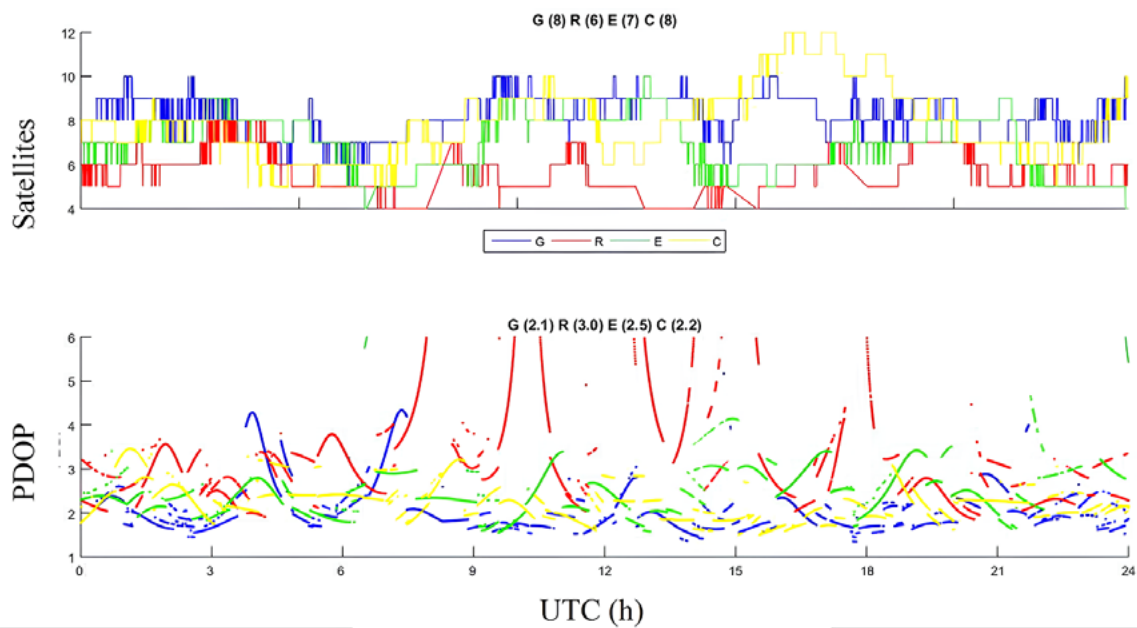 G (8) R (6) E (7) C (8)
12
10
8
6
4
Satellites
G R E C
G (2.1) R (3.0) E (2.5) C (2.2)
6
5
4
3
2
1
PDOP
0 3 6 9 12 15 18 21 24
UTC (h)